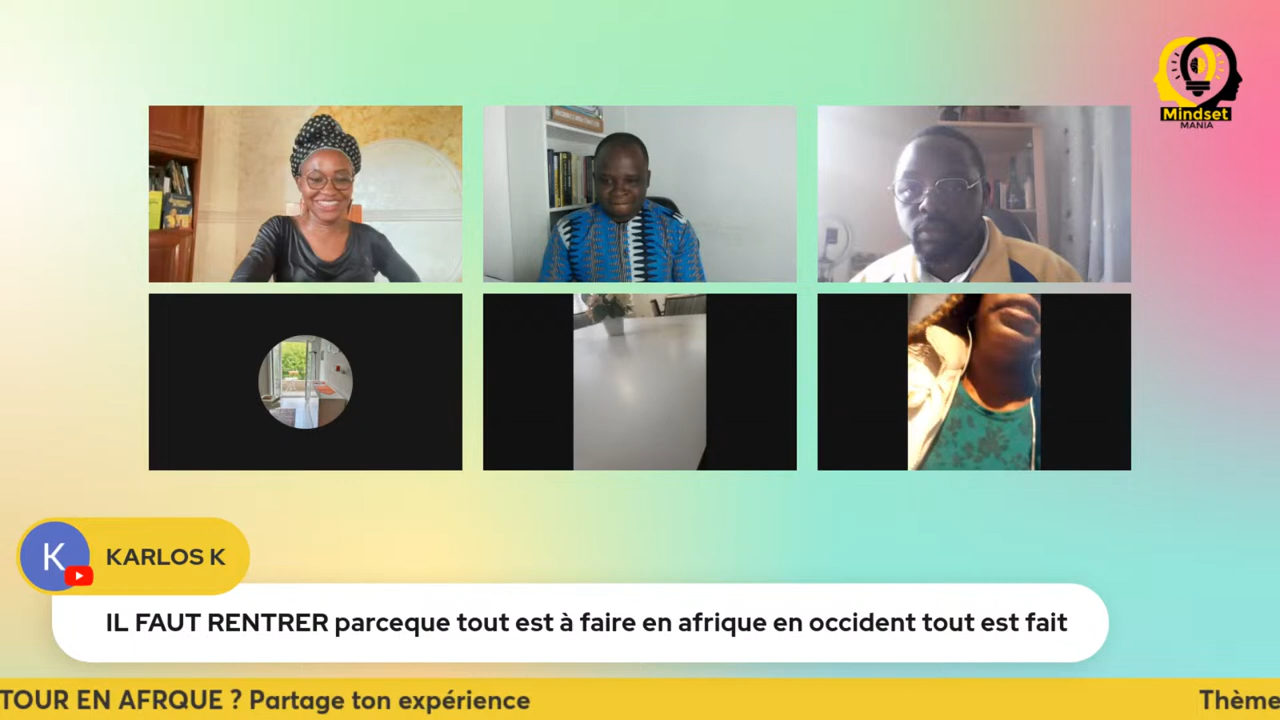 Mindset
MANIA
K
KARLOS K
IL FAUT RENTRER parceque tout est à faire en afrique en occident tout est fait
TOUR EN AFRQUE ? Partage ton expérience
Thème